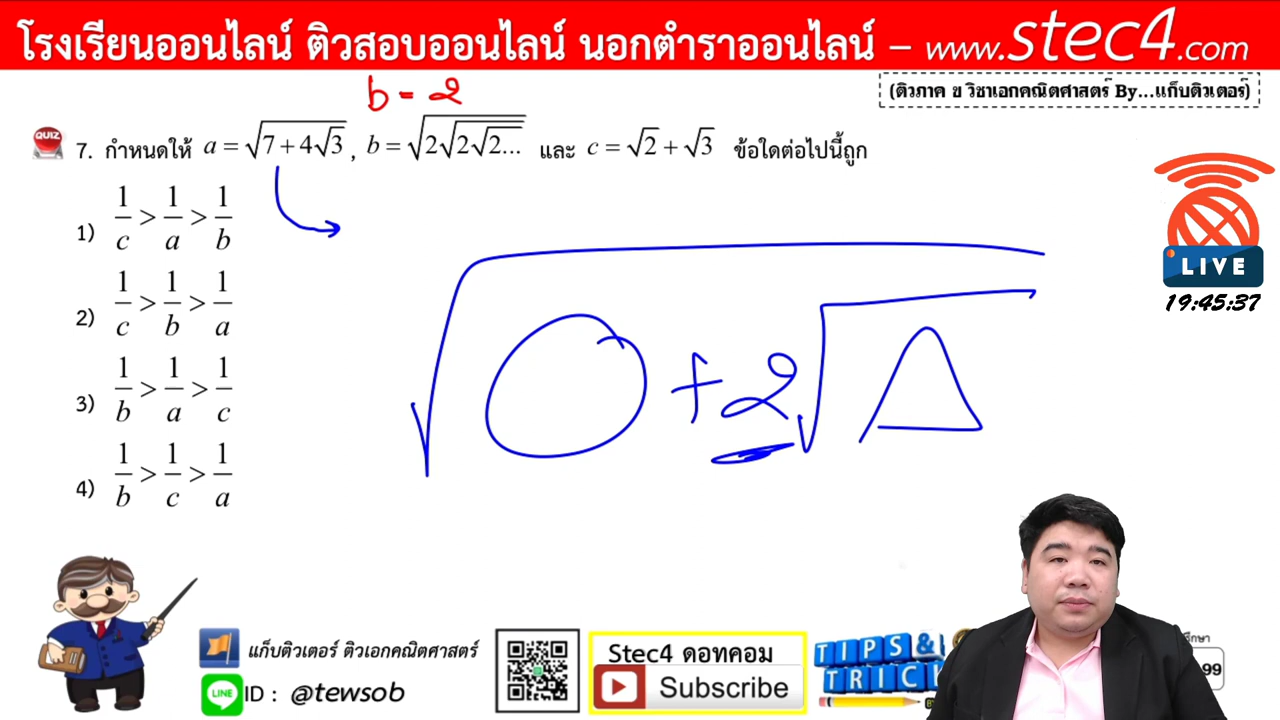 โรงเรียนออนไลน์ ติวสอบออนไลน์ นอกตำราออนไลน์ – www.stec4.com
(ติวภาค ข วิชาเอกคณิตศาสตร์ By...แก็บติวเตอร์)
b = 2
QUIZ
7. กำหนดให้ a = √(7 + 4√3) , b = √(2√(2√(2...))) และ c = √2 + √3 ข้อใดต่อไปนี้ถูก
1) 1/c > 1/a > 1/b
2) 1/c > 1/b > 1/a
3) 1/b > 1/a > 1/c
4) 1/b > 1/c > 1/a
√(O + 2√Δ)
LIVE
19:45:37
แก็บติวเตอร์ ติวเอกคณิตศาสตร์
LINE ID : @tewsob
Stec4 ดอทคอม
Subscribe
TIPS &
TRIC
99